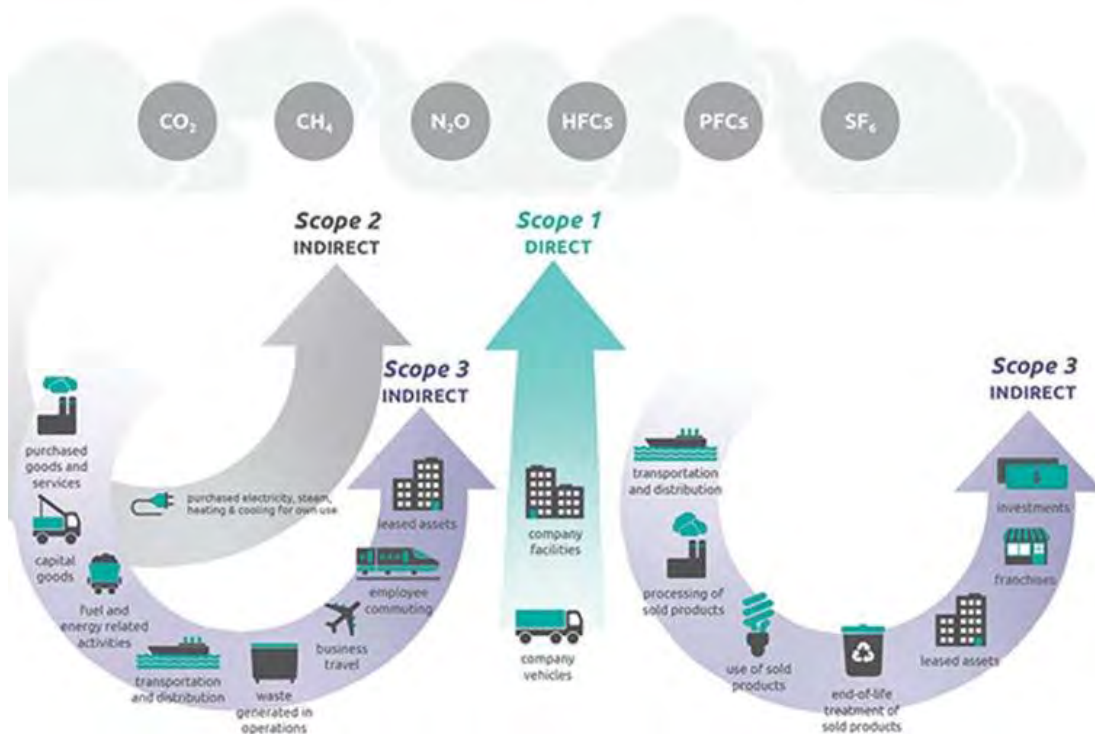 CO₂
CH₄
N₂O
HFCs
PFCs
SF₆
Scope 2
INDIRECT
Scope 1
DIRECT
Scope 3
INDIRECT
Scope 3
INDIRECT
purchased
goods and
services
capital
goods
fuel and
energy related
activities
transportation
and distribution
waste
generated in
operations
business
travel
employee
commuting
leased assets
purchased electricity, steam,
heating & cooling for own use
company
facilities
company
vehicles
transportation
and distribution
processing of
sold products
use of sold
products
end-of-life
treatment of
sold products
leased assets
franchises
investments